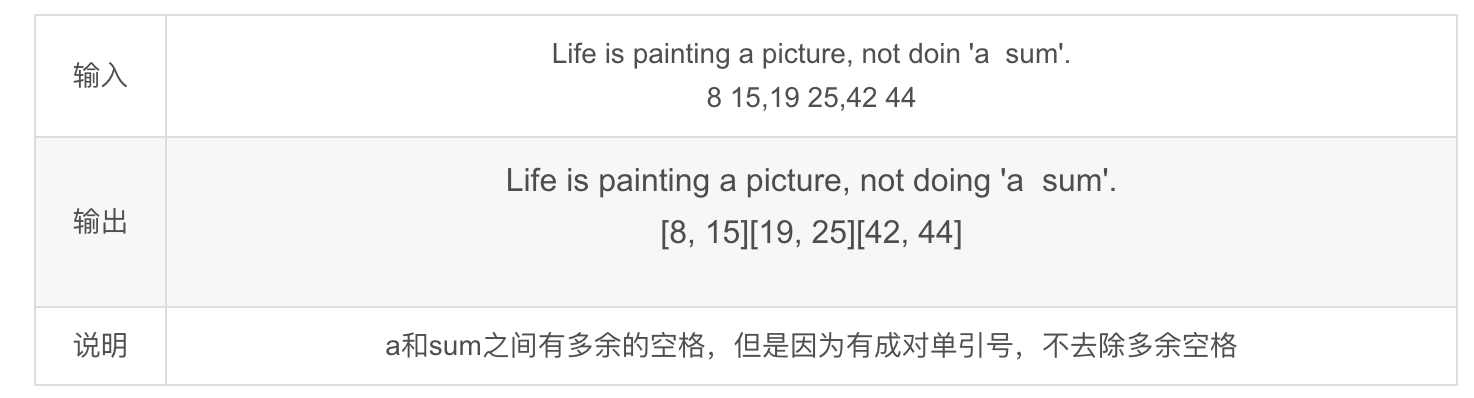 输入
Life is painting a picture, not doin 'a  sum'.
8 15,19 25,42 44
输出
Life is painting a picture, not doing 'a  sum'.
[8, 15][19, 25][42, 44]
说明
a和sum之间有多余的空格，但是因为有成对单引号，不去除多余空格